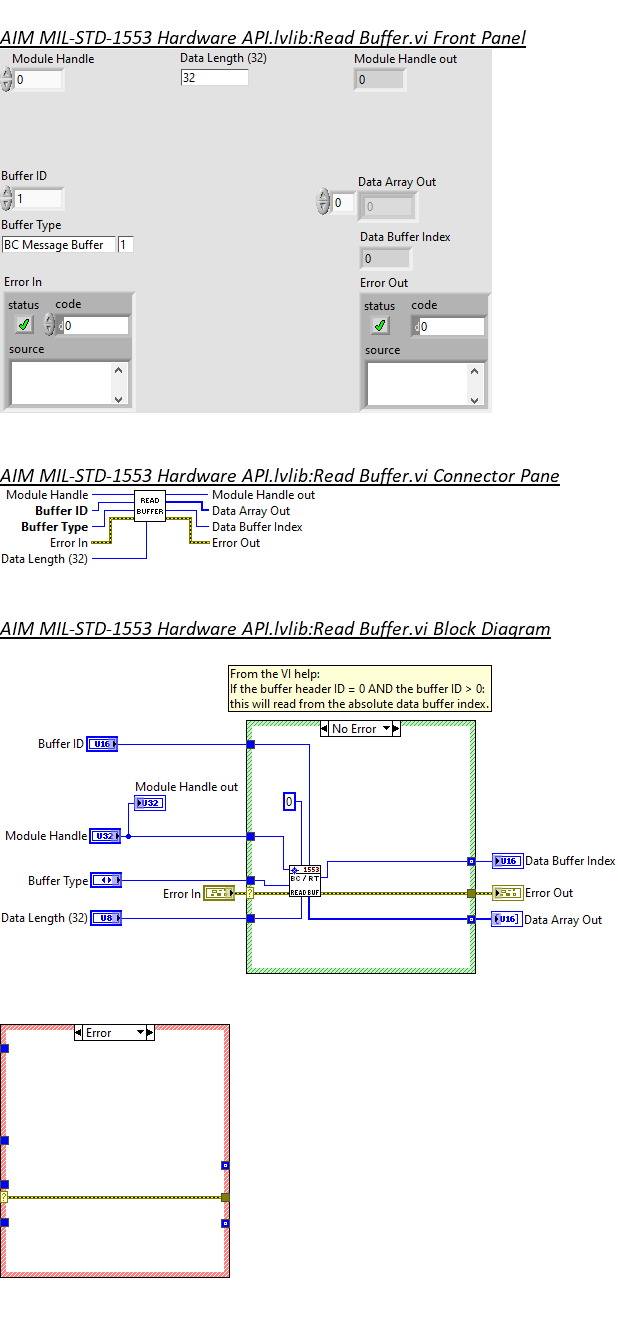 AIM MIL-STD-1553 Hardware API.lvlib:Read Buffer.vi Front Panel
Module Handle
Data Length (32)
Module Handle out
0
32
0
Buffer ID
1
Data Array Out
0
0
Buffer Type
BC Message Buffer
1
Data Buffer Index
0
Error In
Error Out
status
code
status
code
d0
d0
source
source
AIM MIL-STD-1553 Hardware API.lvlib:Read Buffer.vi Connector Pane
Module Handle
Module Handle out
READ
Buffer ID
Data Array Out
BUFFER
Buffer Type
Data Buffer Index
Error In
Error Out
Data Length (32)
AIM MIL-STD-1553 Hardware API.lvlib:Read Buffer.vi Block Diagram
From the VI help:
If the buffer header ID = 0 AND the buffer ID > 0:
this will read from the absolute data buffer index.
No Error
Buffer ID
U16
Module Handle out
U32
0
Module Handle
U32
1553
BC / RT
READ BUF
U16
Data Buffer Index
Buffer Type
Error In
?
Error Out
Data Length (32)
U8
U16]
Data Array Out
Error
?